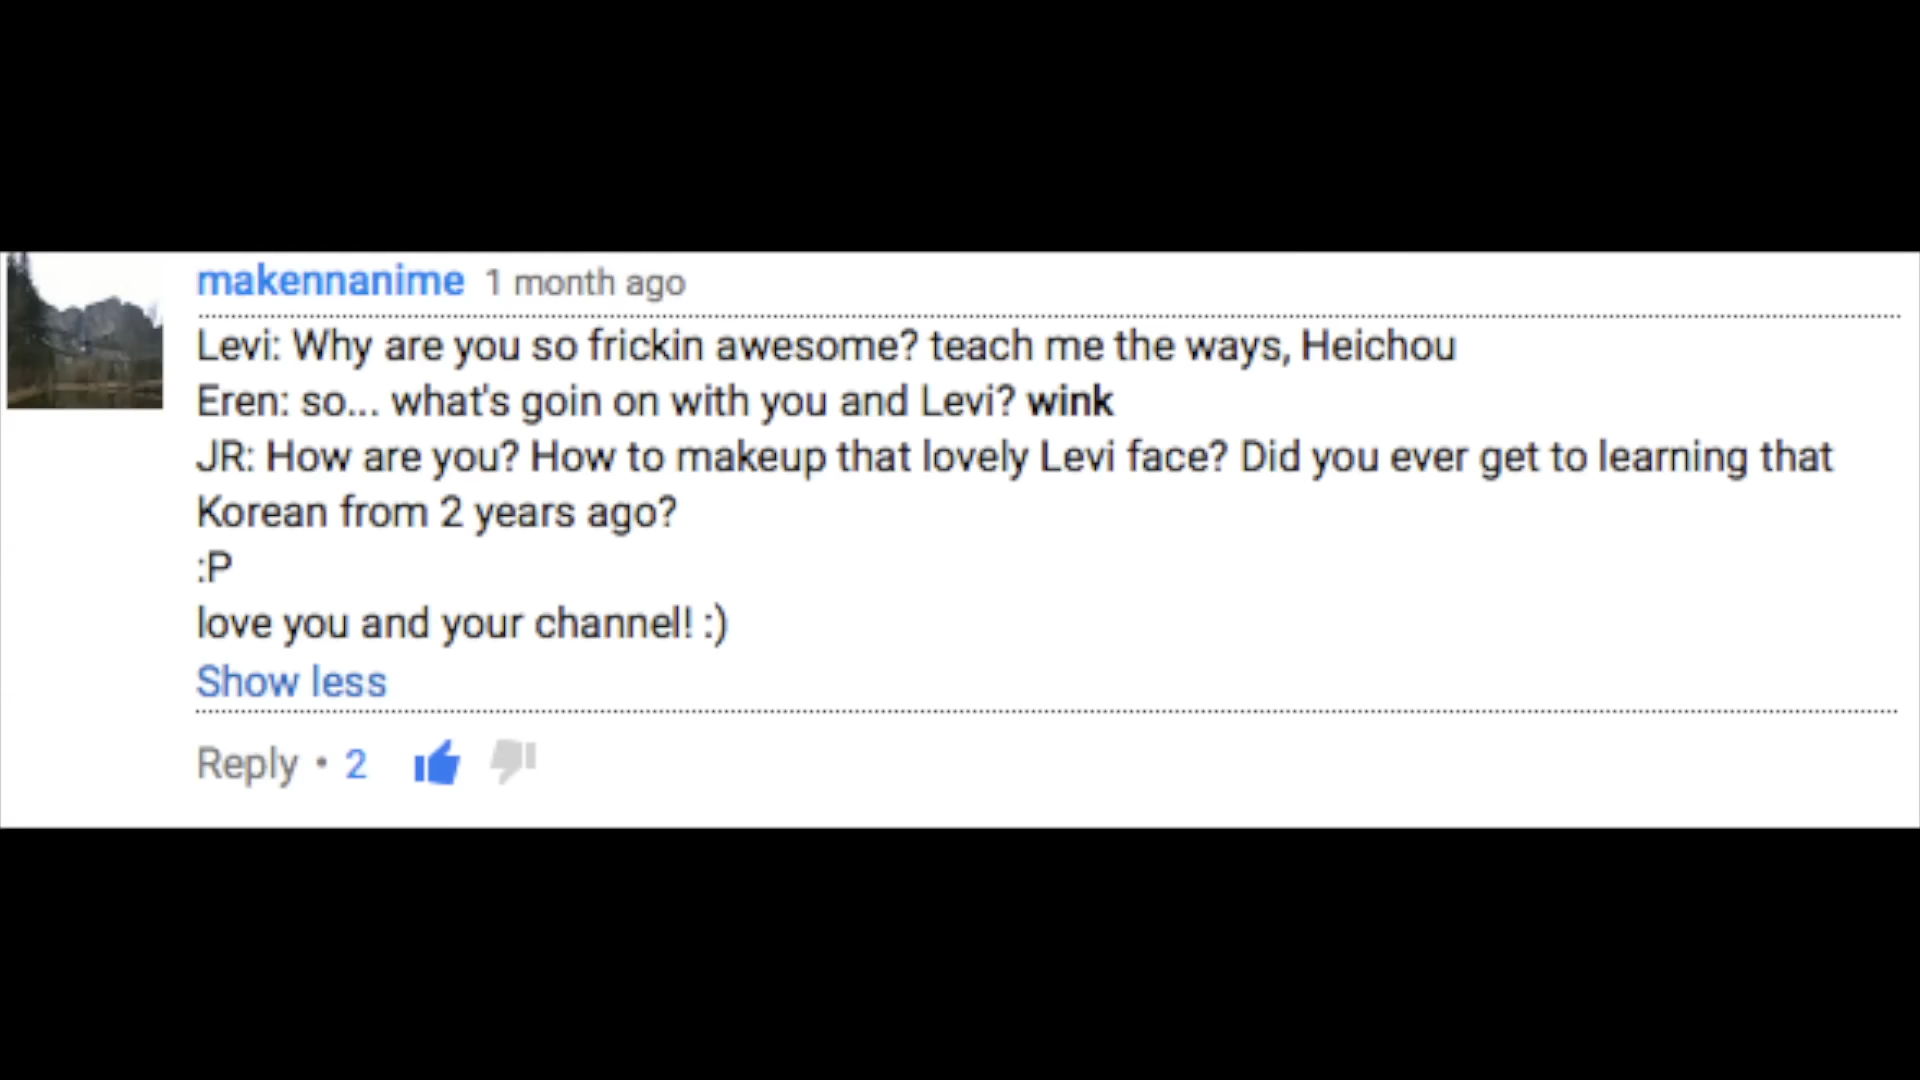 makennanime 1 month ago
Levi: Why are you so frickin awesome? teach me the ways, Heichou
Eren: so... what's goin on with you and Levi? wink
JR: How are you? How to makeup that lovely Levi face? Did you ever get to learning that
Korean from 2 years ago?
:P
love you and your channel! :)
Show less
Reply • 2